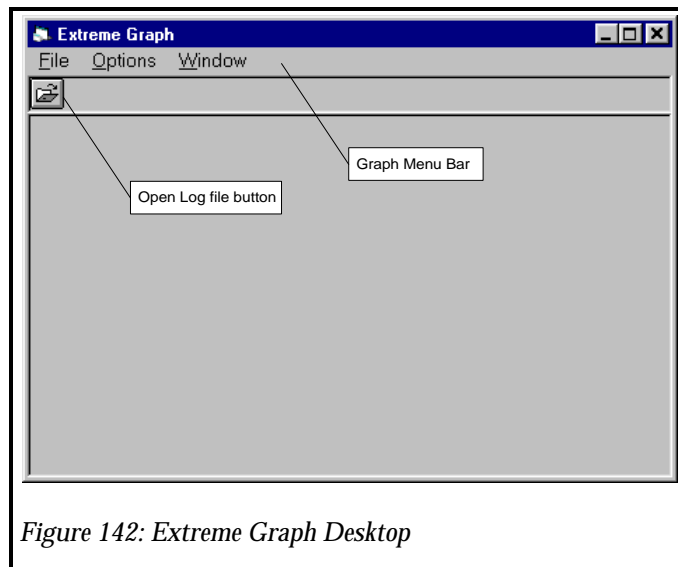 Extreme Graph
File Options Window
Graph Menu Bar
Open Log file button
Figure 142: Extreme Graph Desktop